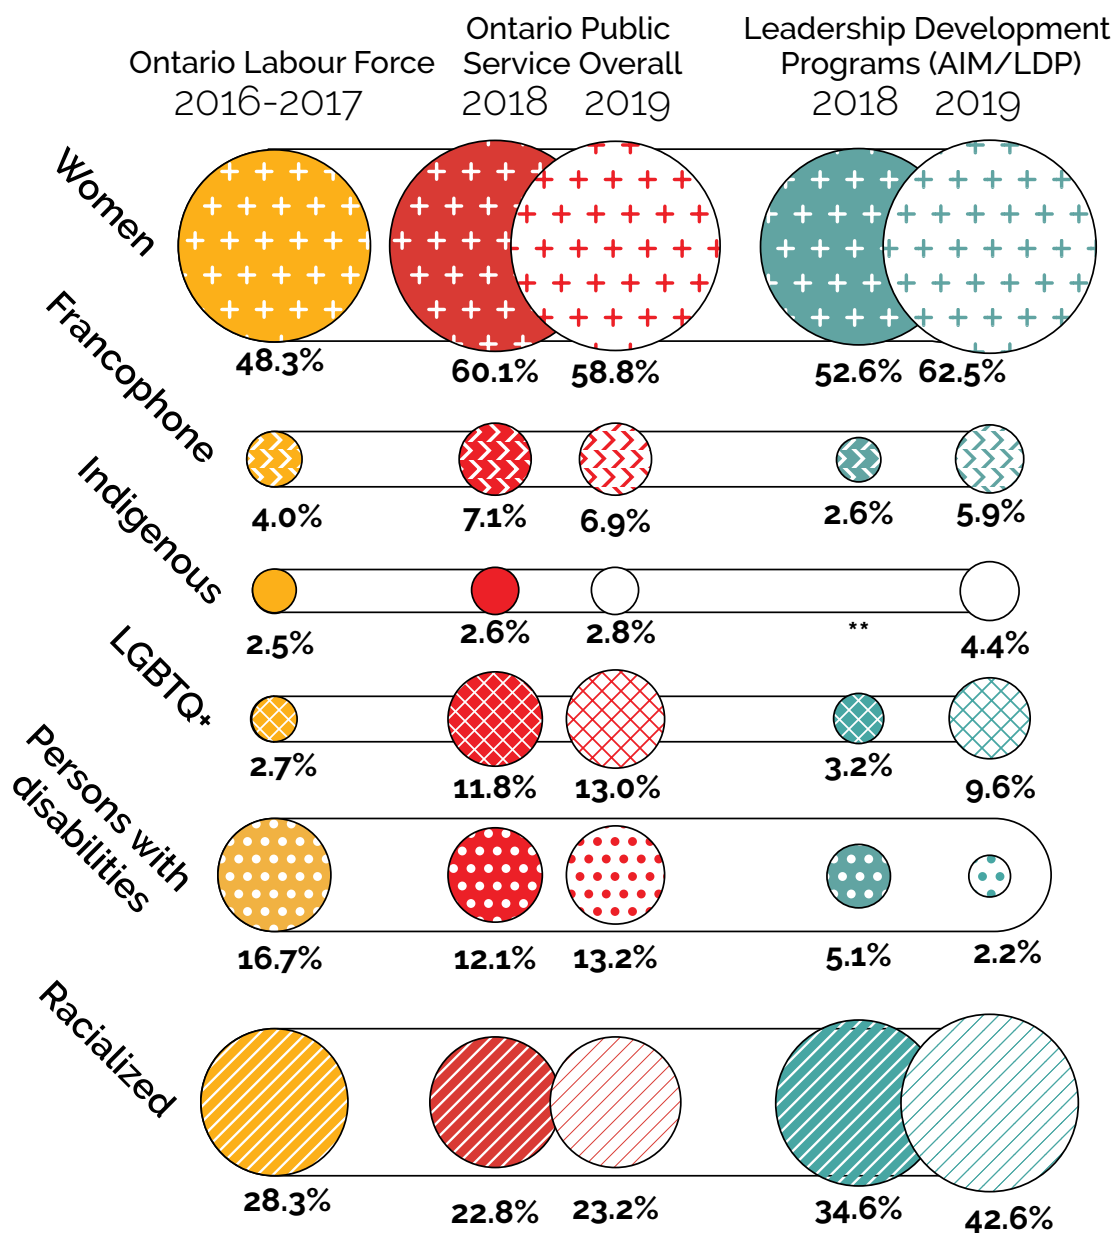 Ontario Labour Force
2016-2017
Ontario Public
Service Overall
2018 2019
Leadership Development
Programs (AIM/LDP)
2018 2019
Women
48.3% 60.1% 58.8% 52.6% 62.5%
Francophone
4.0% 7.1% 6.9% 2.6% 5.9%
Indigenous
2.5% 2.6% 2.8% ** 4.4%
LGBTQ+
2.7% 11.8% 13.0% 3.2% 9.6%
Persons with
disabilities
16.7% 12.1% 13.2% 5.1% 2.2%
Racialized
28.3% 22.8% 23.2% 34.6% 42.6%